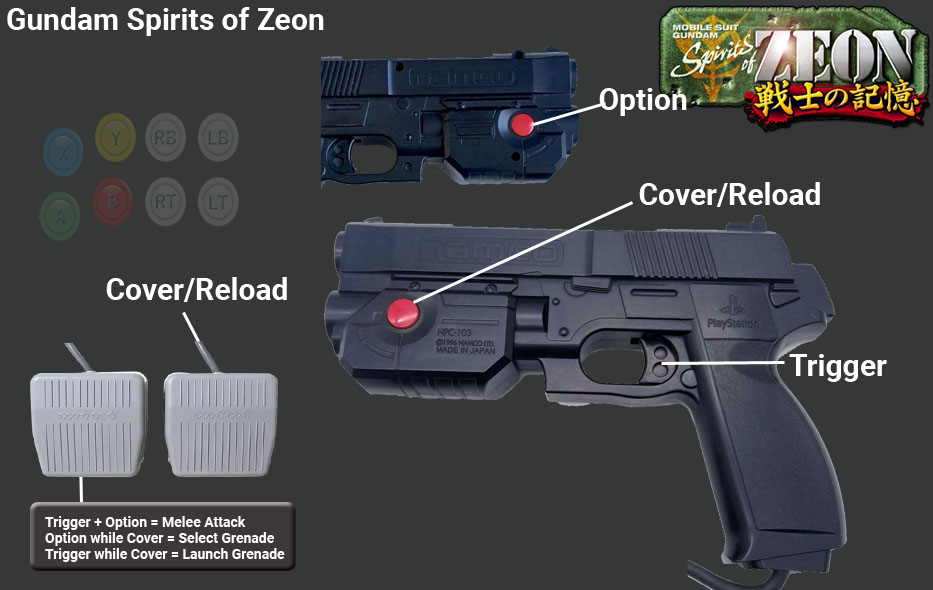 Gundam Spirits of Zeon
MOBILE SUIT
GUNDAM
Spirits
of
ZEON
戦士の記憶
namco
Option
X
Y
RB
LB
A
B
RT
LT
Cover/Reload
namco
Cover/Reload
NPC-103
©1996 NAMCO LTD.
MADE IN JAPAN
PlayStation
Trigger
Trigger + Option = Melee Attack
Option while Cover = Select Grenade
Trigger while Cover = Launch Grenade